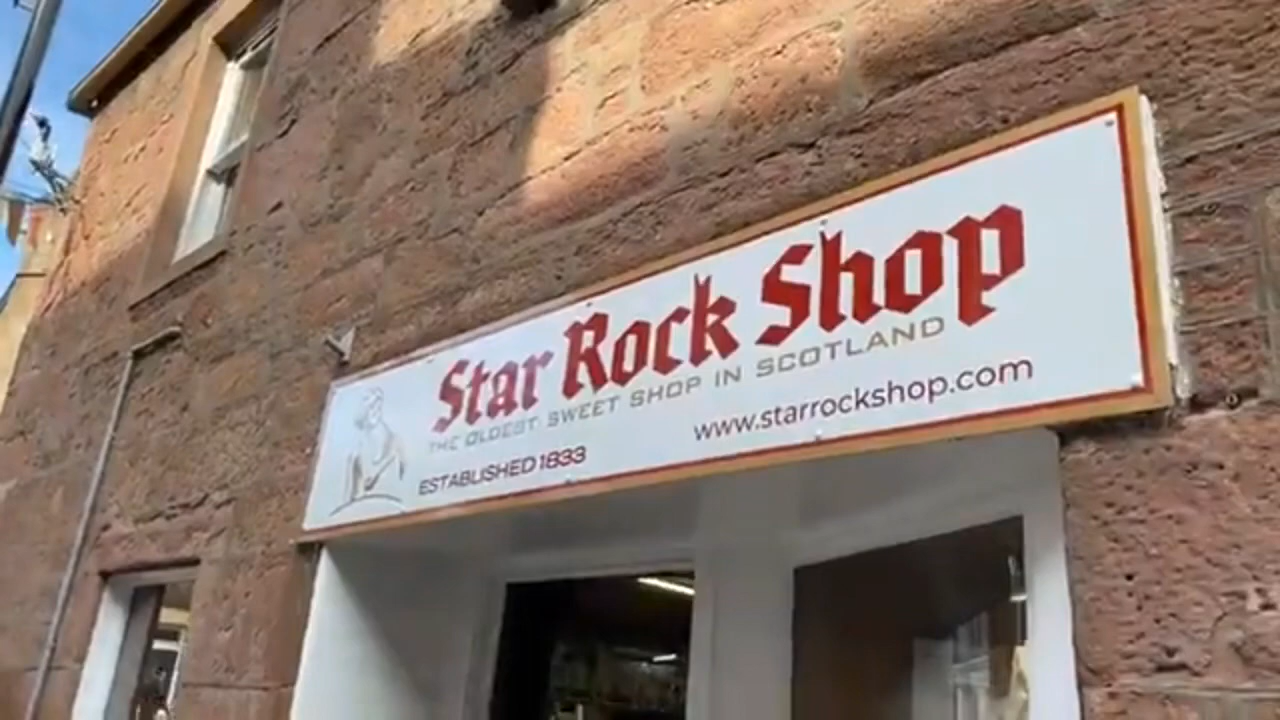 Star Rock Shop
THE OLDEST SWEET SHOP IN SCOTLAND
ESTABLISHED 1833
www.starrockshop.com